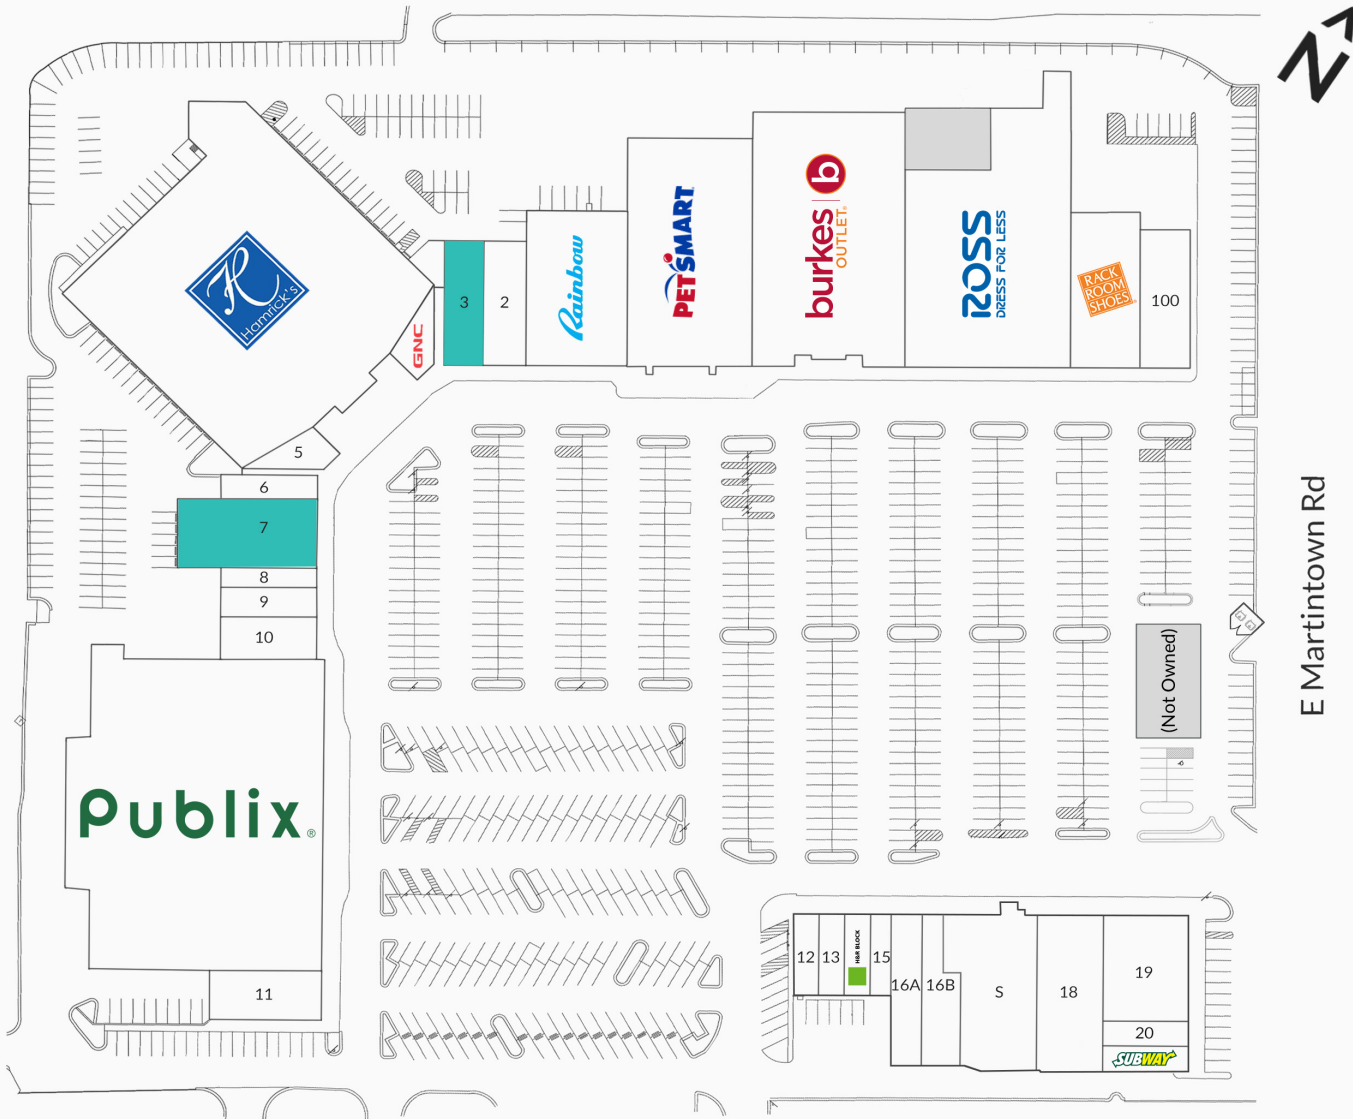 N
H
Hamrick's
GNC
3
2
Rainbow
PETSMART
burkes b
OUTLET®
ROSS
DRESS FOR LESS
RACK
ROOM
SHOES®
100
5
6
7
8
9
10
Publix®
11
E Martintown Rd
(Not Owned)
12
13
H&R BLOCK
15
16A
16B
S
18
19
20
SUBWAY